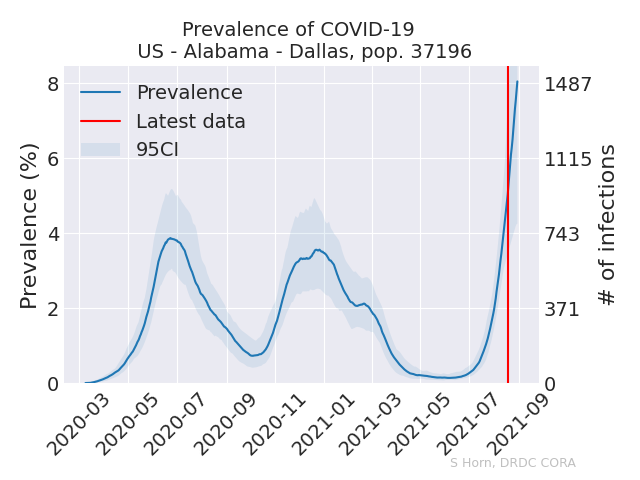 Prevalence of COVID-19
US - Alabama - Dallas, pop. 37196
Prevalence
Latest data
95CI
Prevalence (%)
8
6
4
2
0
1487
1115
743
371
0
# of infections
2020-03
2020-05
2020-07
2020-09
2020-11
2021-01
2021-03
2021-05
2021-07
2021-09
S Horn, DRDC CORA